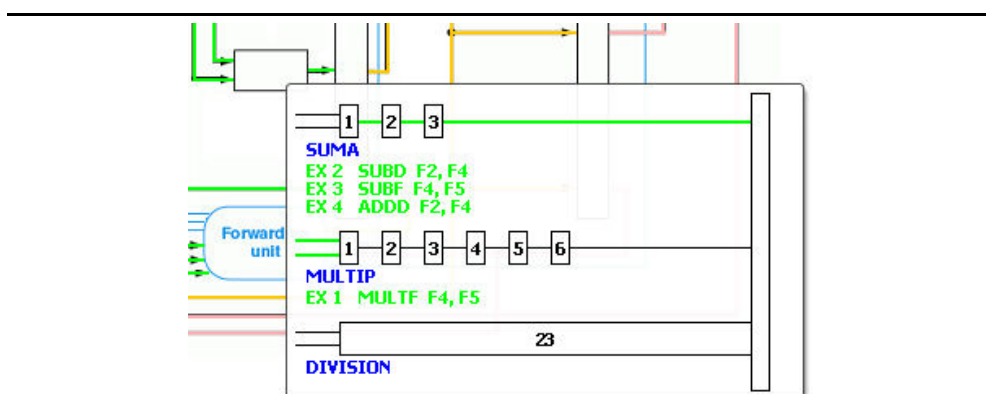 1 2 3
SUMA
EX 2 SUBD F2, F4
EX 3 SUBF F4, F5
EX 4 ADDD F2, F4
Forward
unit
1 2 3 4 5 6
MULTIP
EX 1 MULTF F4, F5
23
DIVISION